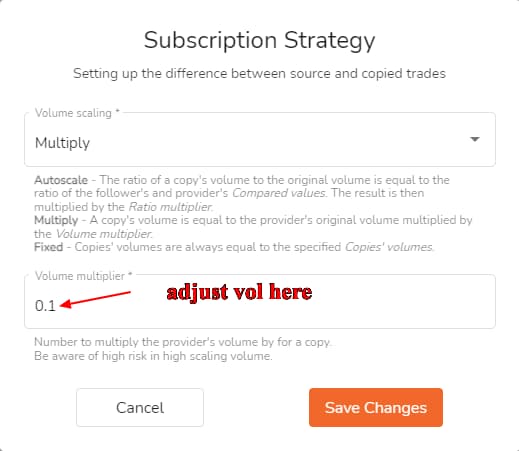 Subscription Strategy
Setting up the difference between source and copied trades
Volume scaling *
Multiply
Autoscale - The ratio of a copy's volume to the original volume is equal to the
ratio of the follower's and provider's Compared values. The result is then
multiplied by the Ratio multiplier.
Multiply - A copy's volume is equal to the provider's original volume multiplied by
the Volume multiplier.
Fixed - Copies' volumes are always equal to the specified Copies' volumes.
Volume multiplier *
0.1
adjust vol here
Number to multiply the provider's volume by for a copy.
Be aware of high risk in high scaling volume.
Cancel
Save Changes